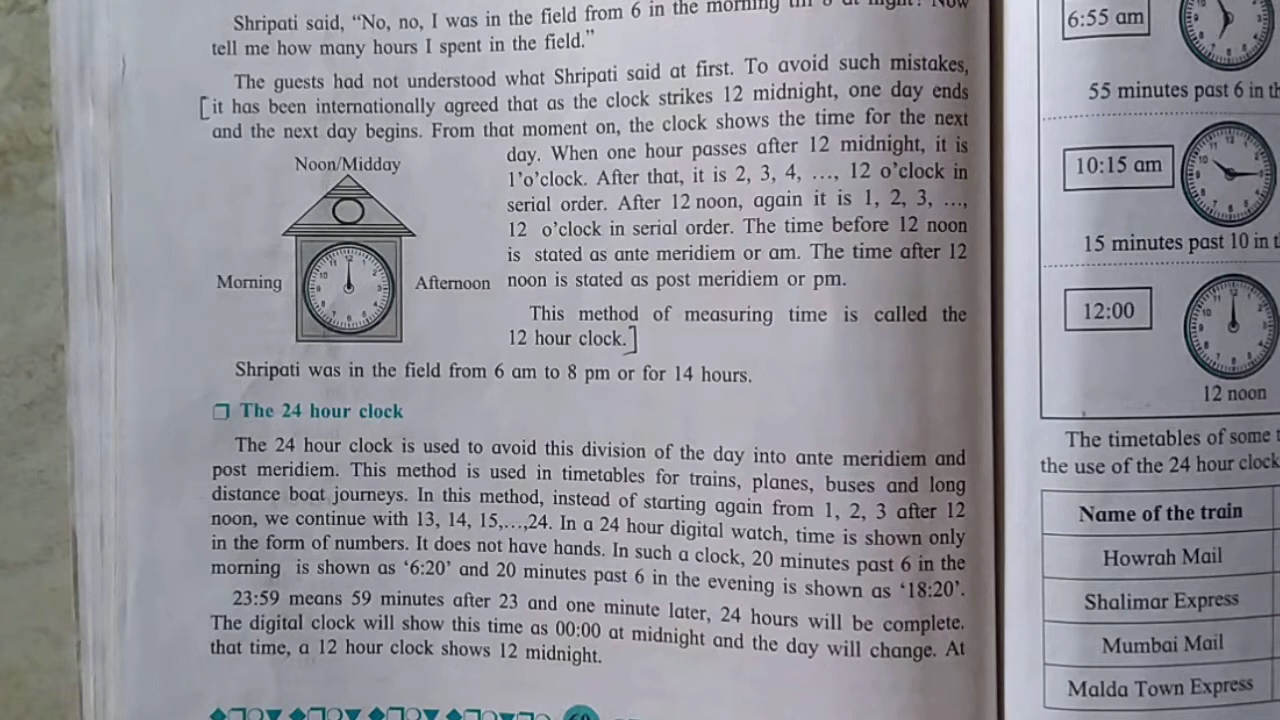 Shripati said, “No, no, I was in the field from 6 in the morning till 8 at night! Now
tell me how many hours I spent in the field.”
The guests had not understood what Shripati said at first. To avoid such mistakes,
[it has been internationally agreed that as the clock strikes 12 midnight, one day ends
and the next day begins. From that moment on, the clock shows the time for the next
day. When one hour passes after 12 midnight, it is
1’o’clock. After that, it is 2, 3, 4, ..., 12 o’clock in
serial order. After 12 noon, again it is 1, 2, 3, ...,
12 o’clock in serial order. The time before 12 noon
is stated as ante meridiem or am. The time after 12
noon is stated as post meridiem or pm.
This method of measuring time is called the
12 hour clock.]
Noon/Midday
Morning
Afternoon
Shripati was in the field from 6 am to 8 pm or for 14 hours.
❒ The 24 hour clock
The 24 hour clock is used to avoid this division of the day into ante meridiem and
post meridiem. This method is used in timetables for trains, planes, buses and long
distance boat journeys. In this method, instead of starting again from 1, 2, 3 after 12
noon, we continue with 13, 14, 15,...,24. In a 24 hour digital watch, time is shown only
in the form of numbers. It does not have hands. In such a clock, 20 minutes past 6 in the
morning is shown as ‘6:20’ and 20 minutes past 6 in the evening is shown as ‘18:20’.
23:59 means 59 minutes after 23 and one minute later, 24 hours will be complete.
The digital clock will show this time as 00:00 at midnight and the day will change. At
that time, a 12 hour clock shows 12 midnight.
6:55 am
55 minutes past 6 in
10:15 am
15 minutes past 10 in
12:00
12 noon
The timetables of some
the use of the 24 hour clock
Name of the train
Howrah Mail
Shalimar Express
Mumbai Mail
Malda Town Express